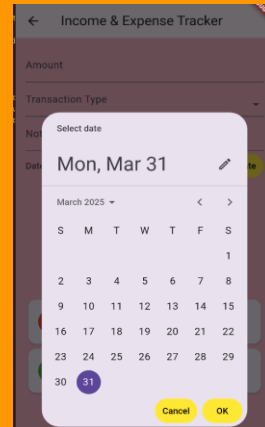 Income & Expense Tracker
Amount
Transaction Type
Select date
Mon, Mar 31
March 2025
S M T W T F S
1
2 3 4 5 6 7 8
9 10 11 12 13 14 15
16 17 18 19 20 21 22
23 24 25 26 27 28 29
30 31
Cancel OK